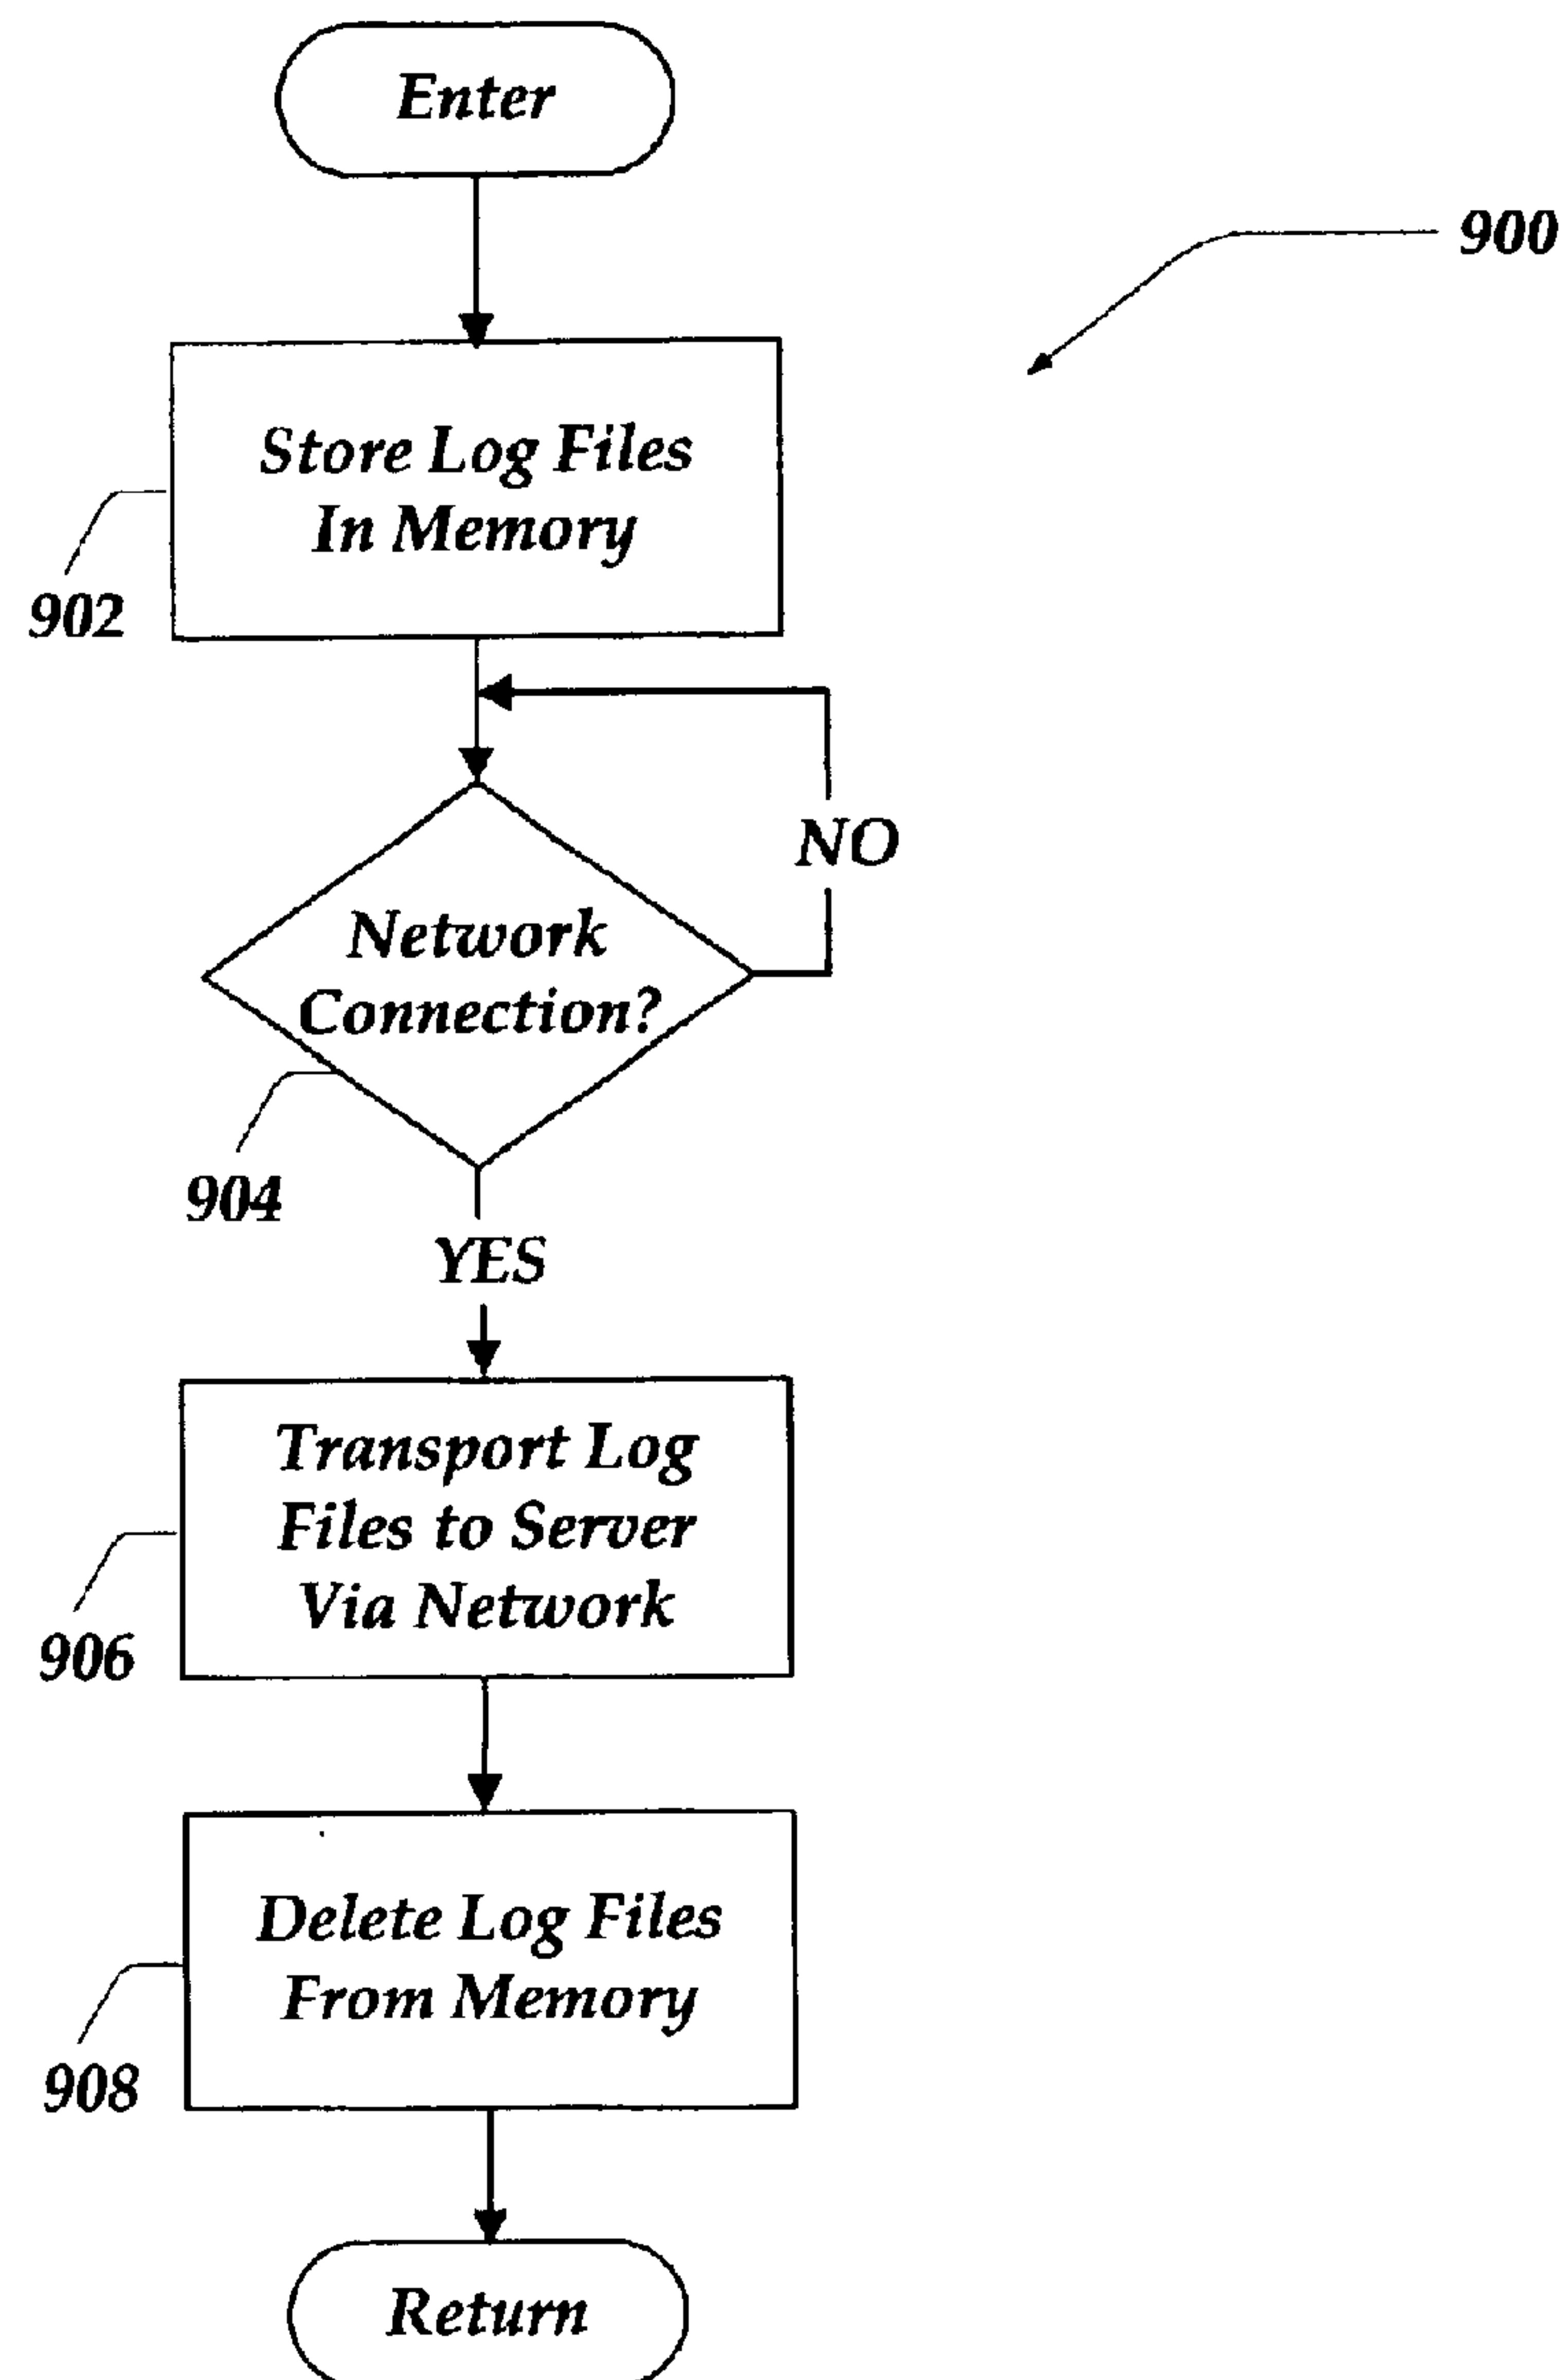 Enter
900
Store Log Files
In Memory
902
NO
Network
Connection?
904
YES
Transport Log
Files to Server
Via Network
906
Delete Log Files
From Memory
908
Return